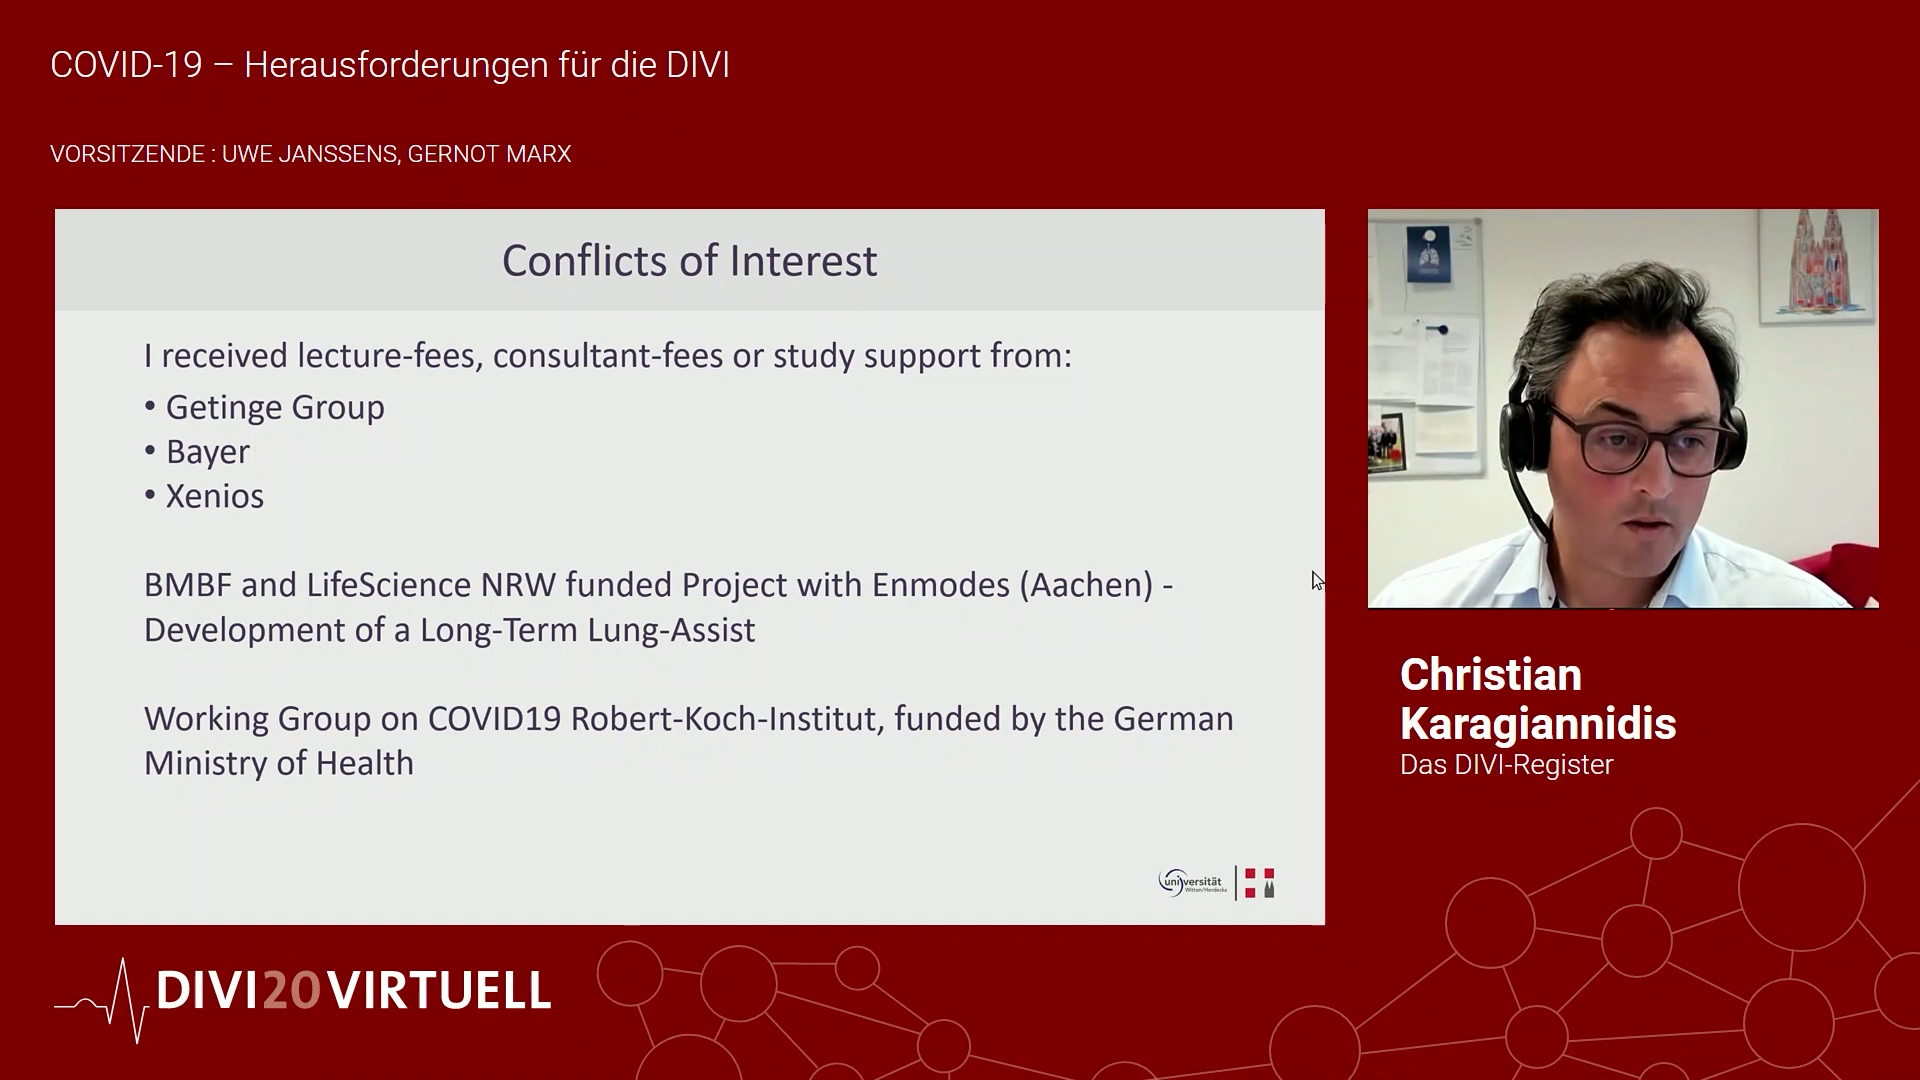 COVID-19 – Herausforderungen für die DIVI
VORSITZENDE : UWE JANSSENS, GERNOT MARX
Conflicts of Interest
I received lecture-fees, consultant-fees or study support from:
• Getinge Group
• Bayer
• Xenios
BMBF and LifeScience NRW funded Project with Enmodes (Aachen) -
Development of a Long-Term Lung-Assist
Working Group on COVID19 Robert-Koch-Institut, funded by the German
Ministry of Health
universität
Witten/Herdecke
Christian
Karagiannidis
Das DIVI-Register
DIVI20VIRTUELL